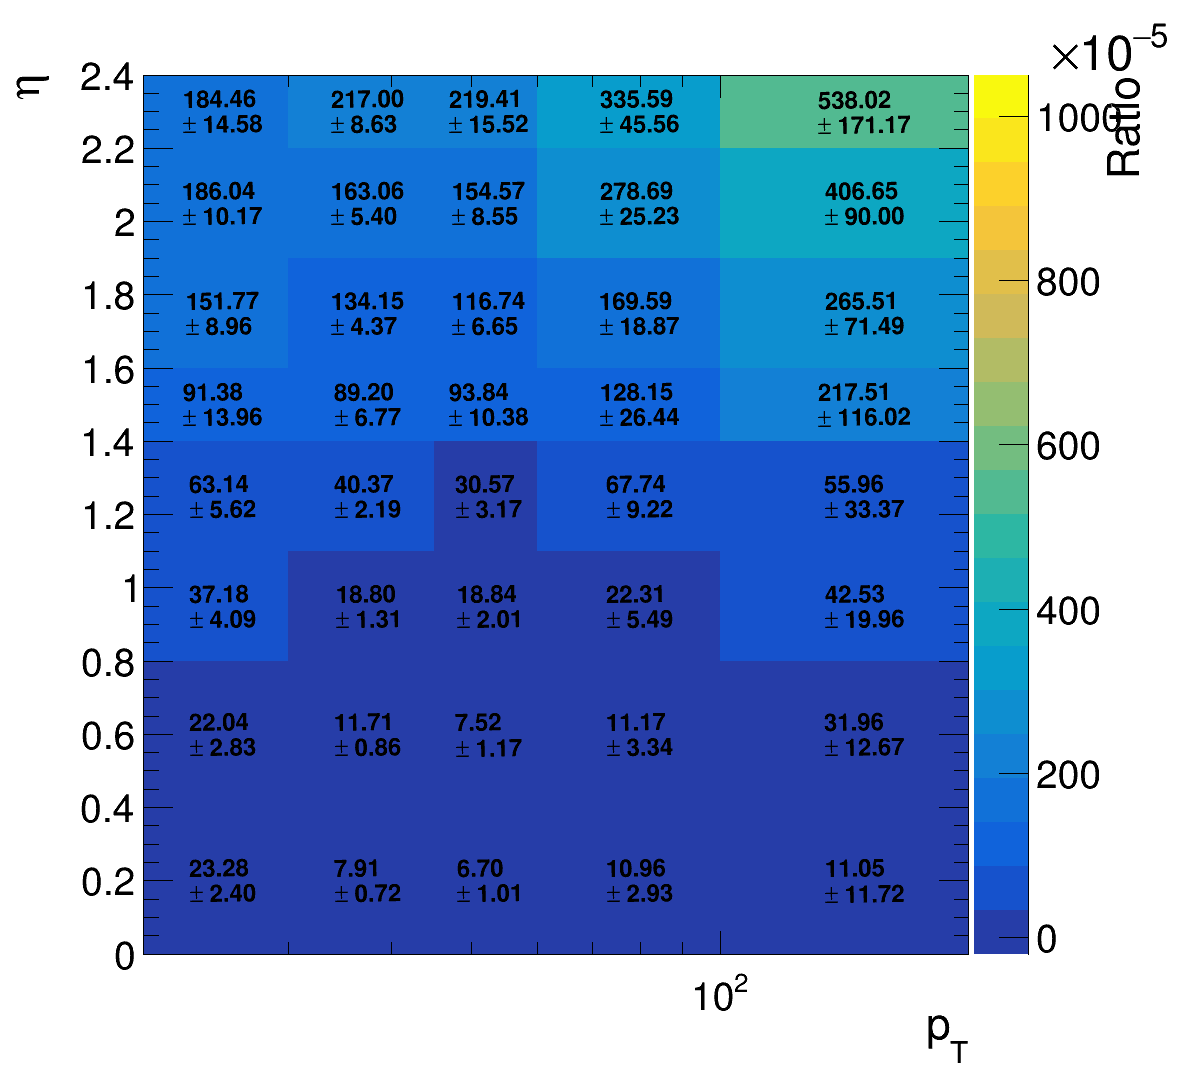 ×10⁻⁵
η
Ratio
2.4
2.2
2
1.8
1.6
1.4
1.2
1
0.8
0.6
0.4
0.2
0
184.46 217.00 219.41 335.59 538.02
± 14.58 ± 8.63 ± 15.52 ± 45.56 ± 171.17
186.04 163.06 154.57 278.69 406.65
± 10.17 ± 5.40 ± 8.55 ± 25.23 ± 90.00
151.77 134.15 116.74 169.59 265.51
± 8.96 ± 4.37 ± 6.65 ± 18.87 ± 71.49
91.38 89.20 93.84 128.15 217.51
± 13.96 ± 6.77 ± 10.38 ± 26.44 ± 116.02
63.14 40.37 30.57 67.74 55.96
± 5.62 ± 2.19 ± 3.17 ± 9.22 ± 33.37
37.18 18.80 18.84 22.31 42.53
± 4.09 ± 1.31 ± 2.01 ± 5.49 ± 19.96
22.04 11.71 7.52 11.17 31.96
± 2.83 ± 0.86 ± 1.17 ± 3.34 ± 12.67
23.28 7.91 6.70 10.96 11.05
± 2.40 ± 0.72 ± 1.01 ± 2.93 ± 11.72
1000
800
600
400
200
0
10²
p_T